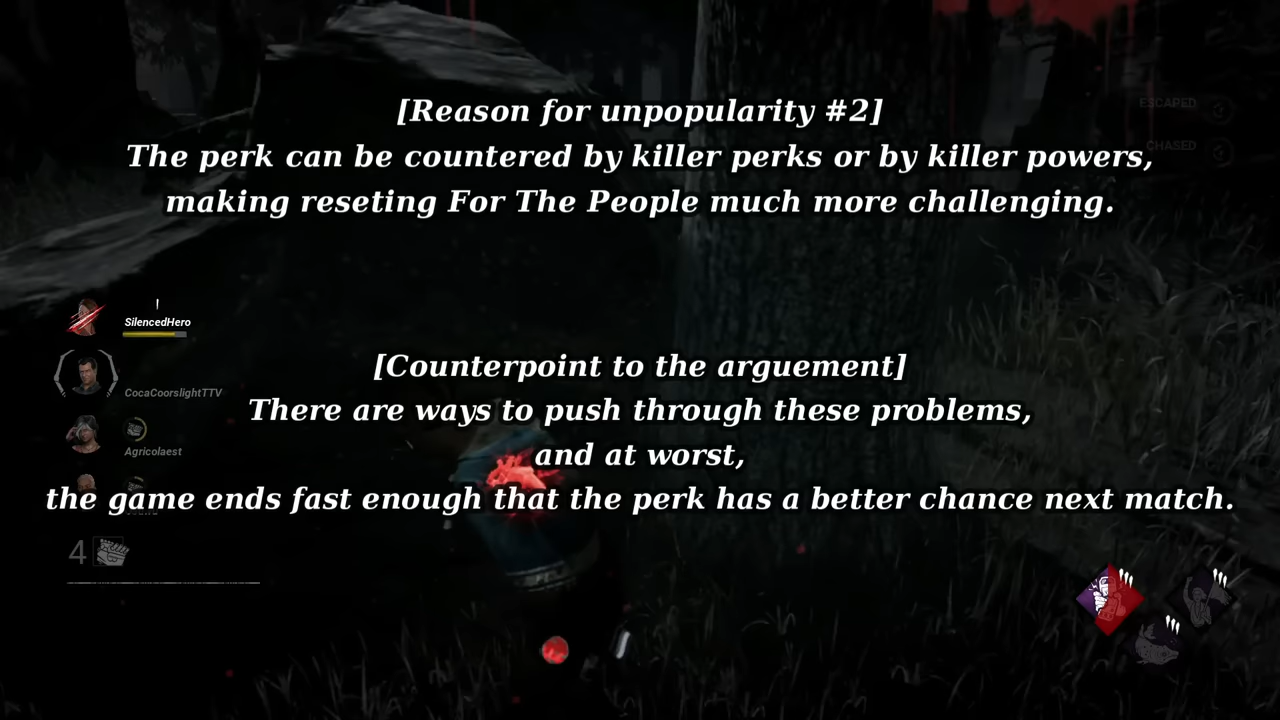 [Reason for unpopularity #2]
The perk can be countered by killer perks or by killer powers,
making reseting For The People much more challenging.
ESCAPED
CHASED
SilencedHero
[Counterpoint to the arguement]
CocaCoorslightTTV
There are ways to push through these problems,
Agricolaest
and at worst,
the game ends fast enough that the perk has a better chance next match.
4